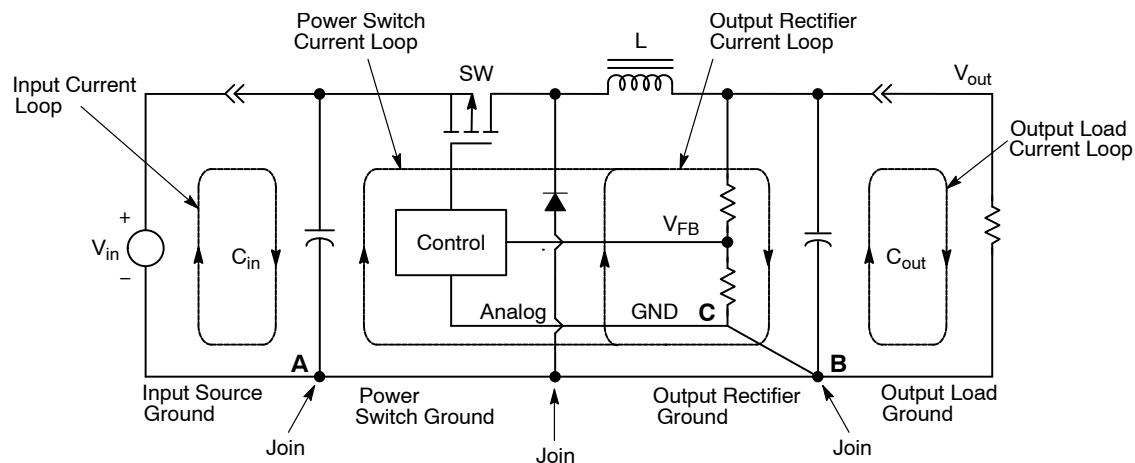 Power Switch
Current Loop
Output Rectifier
Current Loop
L
SW
V_out
Input Current
Loop
Output Load
Current Loop
+
V_in
−
C_in
Control
V_FB
C_out
Analog
GND
C
A
B
Input Source
Ground
Power
Switch Ground
Output Rectifier
Ground
Output Load
Ground
Join
Join
Join